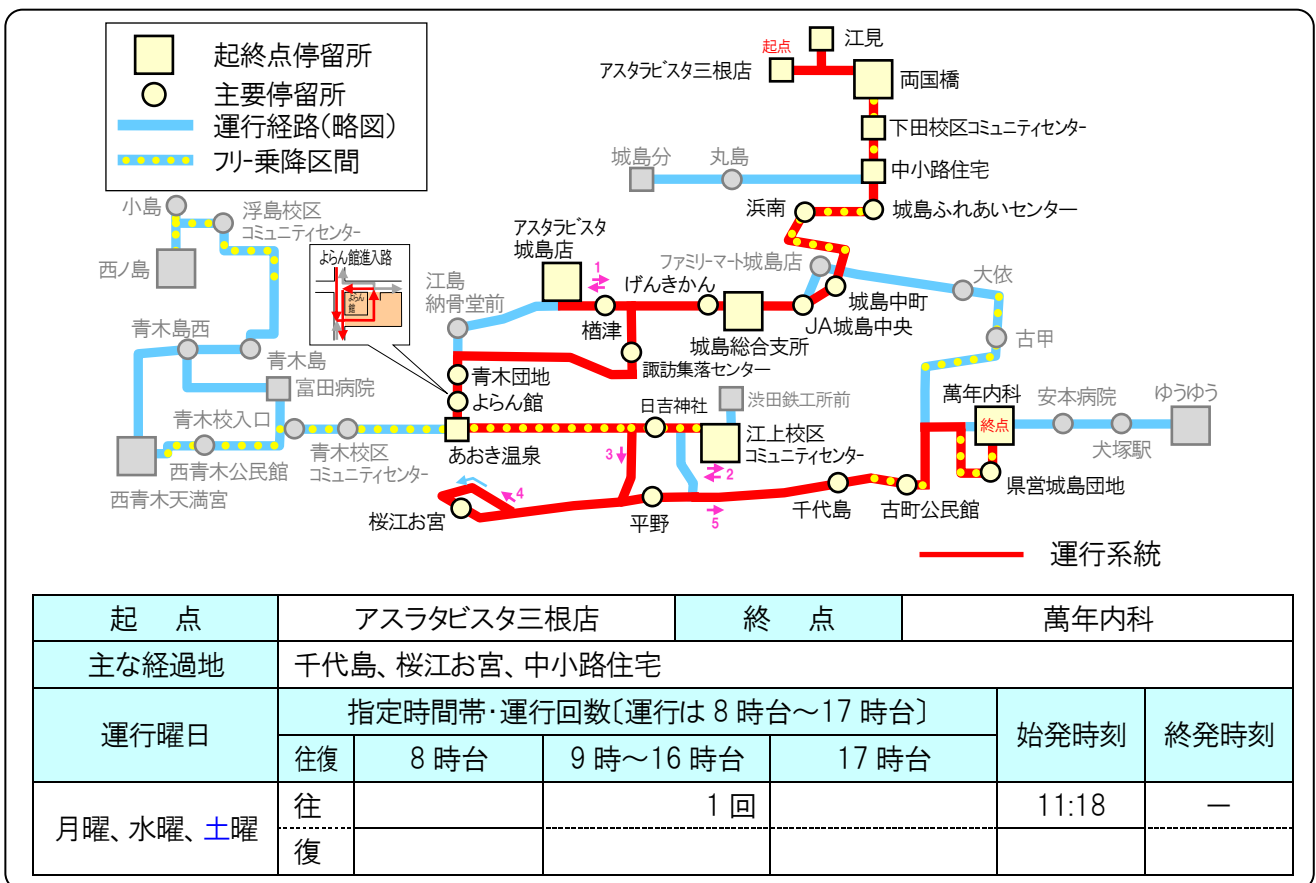 起終点停留所
主要停留所
運行経路(略図)
フリー乗降区間
起点
江見
アスタラビスタ三根店
両国橋
下田校区コミュニティセンター
城島分
丸島
中小路住宅
浜南
城島ふれあいセンター
小島
浮島校区
コミュニティセンター
西ノ島
よらん館進入路
よらん
館
アスタラビスタ
城島店
1
ファミリーマート城島店
大依
江島
納骨堂前
げんきかん
城島中町
楢津
JA城島中央
城島総合支所
古甲
青木島西
青木島
諏訪集落センター
富田病院
青木団地
よらん館
日吉神社
渋田鉄工所前
萬年内科
安本病院
ゆうゆう
終点
青木校入口
江上校区
コミュニティセンター
犬塚駅
青木校区
コミュニティセンター
あおき温泉
西青木公民館
3
2
県営城島団地
西青木天満宮
4
桜江お宮
平野
5
千代島
古町公民館
運行系統
起 点 アスラタビスタ三根店 終 点 萬年内科
主な経過地 千代島、桜江お宮、中小路住宅
運行曜日 指定時間帯・運行回数〔運行は8時台～17時台〕 始発時刻 終発時刻
往復 8時台 9時～16時台 17時台
月曜、水曜、土曜 往 1回 11:18 －
復